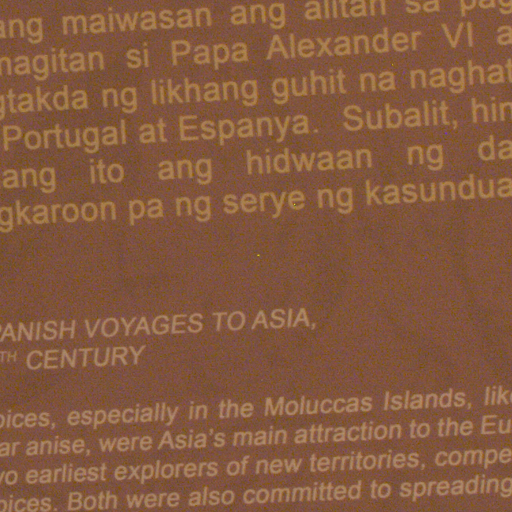 ang maiwasan ang alitan sa pag
magitan si Papa Alexander VI a
gtakda ng likhang guhit na naghat
Portugal at Espanya. Subalit, hin
ang ito ang hidwaan ng da
gkaroon pa ng serye ng kasundua
PANISH VOYAGES TO ASIA,
TH CENTURY
pices, especially in the Moluccas Islands, like
ar anise, were Asia's main attraction to the Eu
wo earliest explorers of new territories, compe
pices. Both were also committed to spreading